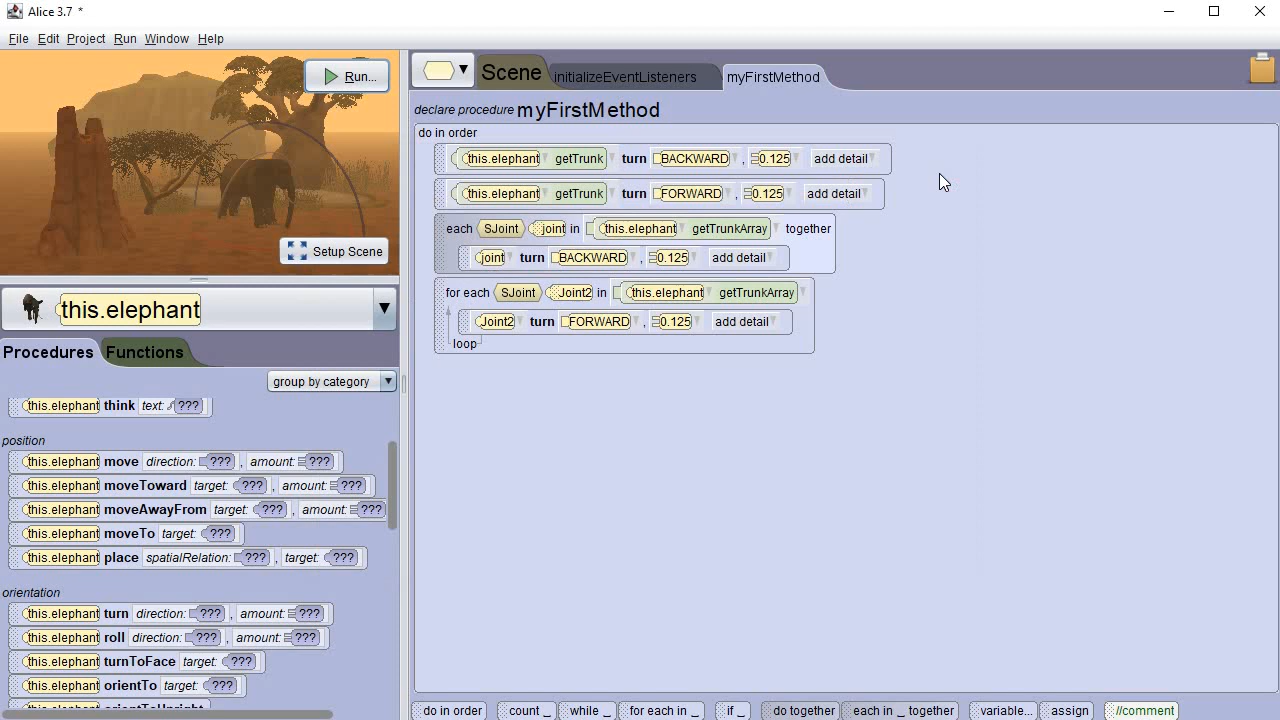 Alice 3.7 *
File Edit Project Run Window Help
Run...
Setup Scene
this.elephant
Procedures Functions
group by category
this.elephant think text: ???
position
this.elephant move direction: ??? , amount: ???
this.elephant moveToward target: ??? , amount: ???
this.elephant moveAwayFrom target: ??? , amount: ???
this.elephant moveTo target: ???
this.elephant place spatialRelation: ??? , target: ???
orientation
this.elephant turn direction: ??? , amount: ???
this.elephant roll direction: ??? , amount: ???
this.elephant turnToFace target: ???
this.elephant orientTo target: ???
this.elephant orientToUpright
Scene initializeEventListeners myFirstMethod
declare procedure myFirstMethod
do in order
this.elephant getTrunk turn BACKWARD , 0.125 add detail
this.elephant getTrunk turn FORWARD , 0.125 add detail
each SJoint joint in this.elephant getTrunkArray together
joint turn BACKWARD , 0.125 add detail
for each SJoint Joint2 in this.elephant getTrunkArray
Joint2 turn FORWARD , 0.125 add detail
loop
do in order count _ while _ for each in _ if _ do together each in _ together variable... assign //comment